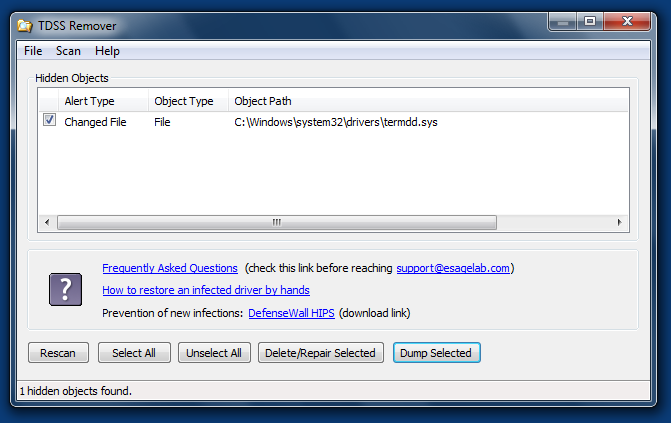 TDSS Remover
File Scan Help
Hidden Objects
Alert Type Object Type Object Path
Changed File File C:\Windows\system32\drivers\termdd.sys
Frequently Asked Questions (check this link before reaching support@esagelab.com)
?
How to restore an infected driver by hands
Prevention of new infections: DefenseWall HIPS (download link)
Rescan Select All Unselect All Delete/Repair Selected Dump Selected
1 hidden objects found.